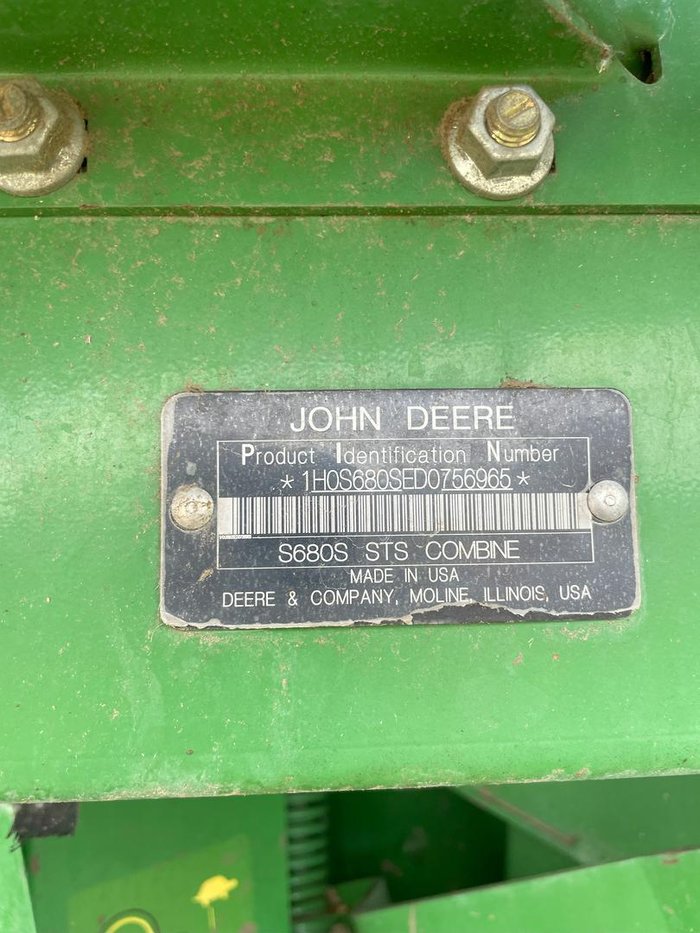 JOHN DEERE
Product Identification Number
*1H0S680SED0756965*
S680S STS COMBINE
MADE IN USA
DEERE & COMPANY, MOLINE, ILLINOIS, USA